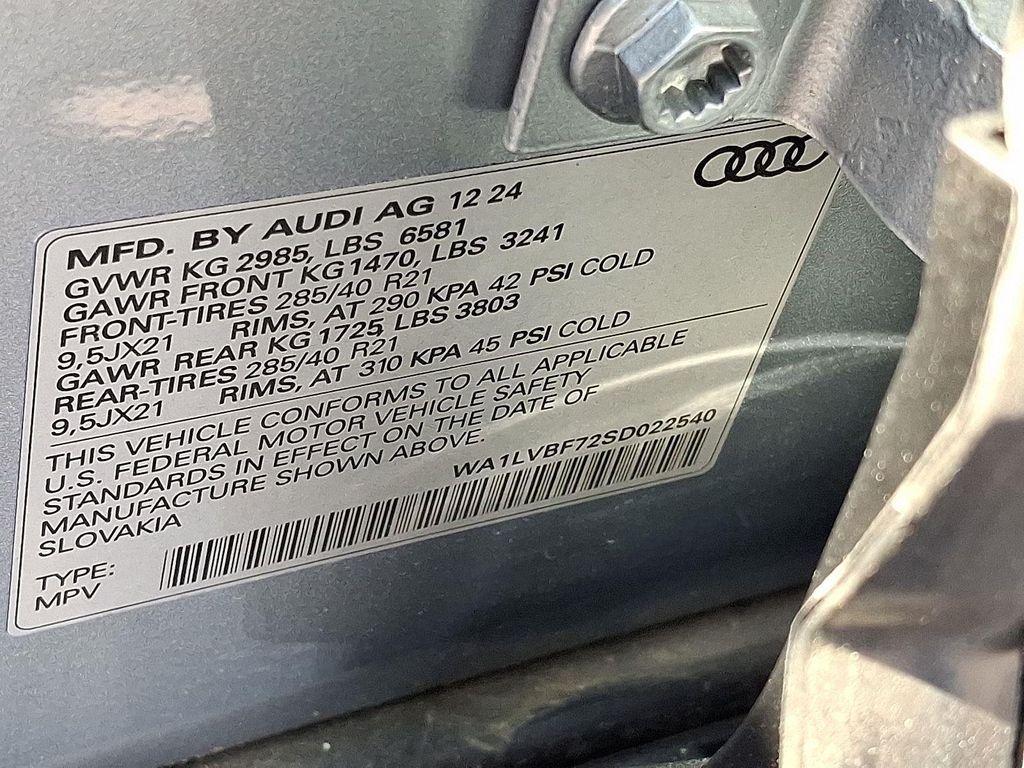 MFD. BY AUDI AG 12 24
GVWR KG 2985, LBS 6581
GAWR FRONT KG 1470, LBS 3241
FRONT-TIRES 285/40 R21
9,5JX21 RIMS, AT 290 KPA 42 PSI COLD
GAWR REAR KG 1725, LBS 3803
REAR-TIRES 285/40 R21
9,5JX21 RIMS, AT 310 KPA 45 PSI COLD
THIS VEHICLE CONFORMS TO ALL APPLICABLE
U.S. FEDERAL MOTOR VEHICLE SAFETY
STANDARDS IN EFFECT ON THE DATE OF
MANUFACTURE SHOWN ABOVE.
SLOVAKIA
WA1LVBF72SD022540
TYPE:
MPV